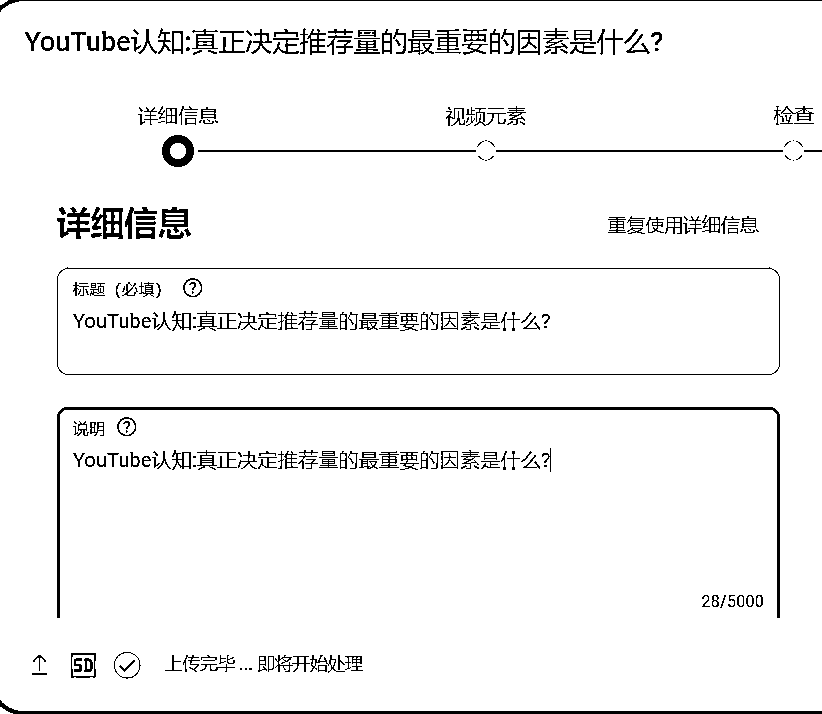 YouTube认知:真正决定推荐量的最重要的因素是什么?
详细信息 视频元素 检查
详细信息
重复使用详细信息
标题（必填）
YouTube认知:真正决定推荐量的最重要的因素是什么?
说明
YouTube认知:真正决定推荐量的最重要的因素是什么?
28/5000
SD 上传完毕 ... 即将开始处理